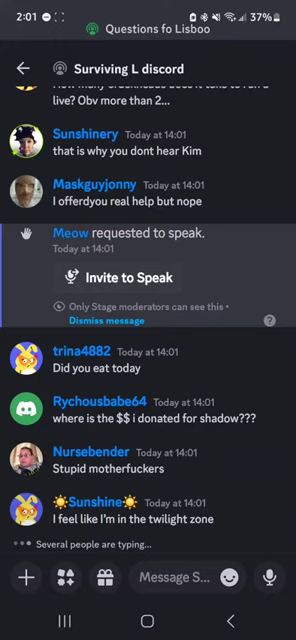 2:01
37%
Questions fo Lisboo
Surviving L discord
live? Obv more than 2...
Sunshinery Today at 14:01
that is why you dont hear Kim
Maskguyjonny Today at 14:01
I offerdyou real help but nope
Meow requested to speak.
Today at 14:01
Invite to Speak
Only Stage moderators can see this •
Dismiss message
trina4882 Today at 14:01
Did you eat today
Rychousbabe64 Today at 14:01
where is the $$ i donated for shadow???
Nursebender Today at 14:01
Stupid motherfuckers
☀️Sunshine☀️ Today at 14:01
I feel like I'm in the twilight zone
Several people are typing...
Message S...